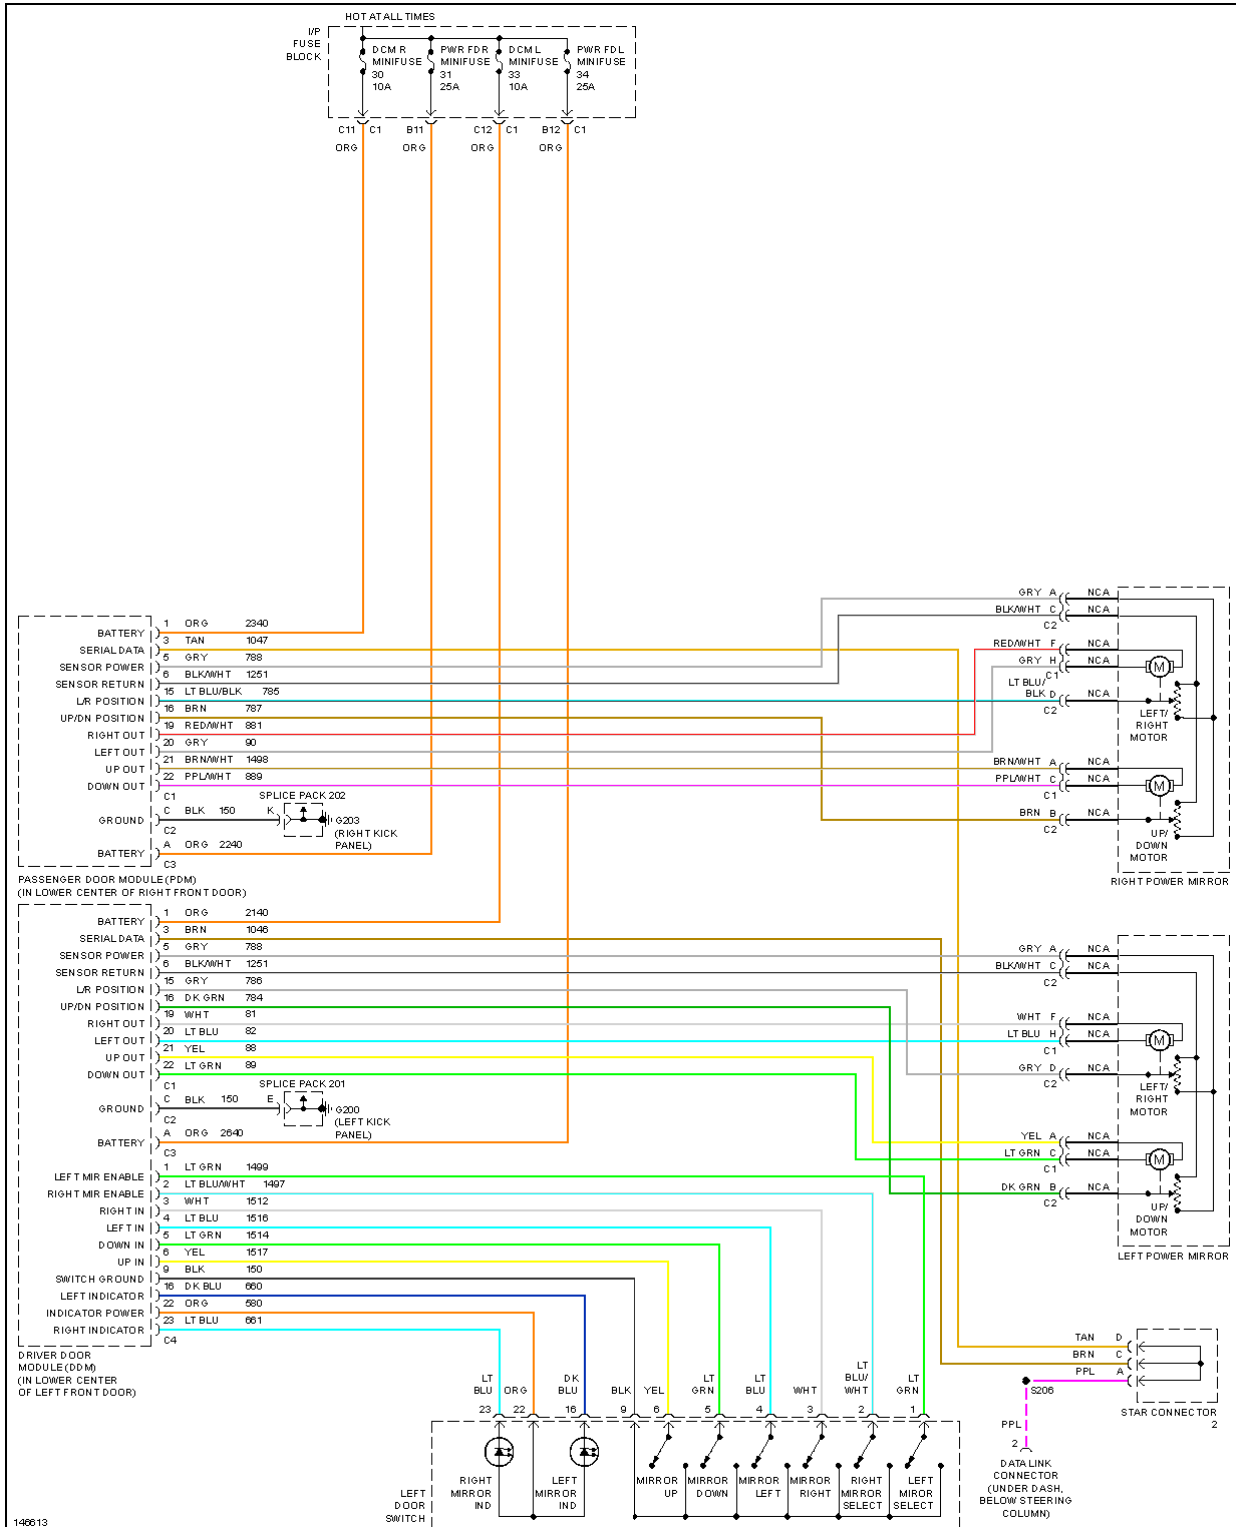 HOT AT ALL TIMES
I/P
FUSE
BLOCK
DCM R
MINIFUSE
30
10A
PWR FDR
MINIFUSE
31
25A
DCM L
MINIFUSE
33
10A
PWR FDL
MINIFUSE
34
25A
C11 C1 B11 C12 C1 B12 C1
ORG ORG ORG ORG
BATTERY 1 ORG 2340
SERIAL DATA 3 TAN 1047
SENSOR POWER 5 GRY 788
SENSOR RETURN 6 BLK/WHT 1251
L/R POSITION 15 LT BLU/BLK 785
UP/DN POSITION 16 BRN 787
RIGHT OUT 19 RED/WHT 881
LEFT OUT 20 GRY 90
UP OUT 21 BRN/WHT 1498
DOWN OUT 22 PPL/WHT 889
C1
GROUND C BLK 150 K
C2
SPLICE PACK 202
G203
(RIGHT KICK
PANEL)
BATTERY A ORG 2240
C3
PASSENGER DOOR MODULE (PDM)
(IN LOWER CENTER OF RIGHT FRONT DOOR)
GRY A NCA
BLK/WHT C NCA
C2
RED/WHT F NCA
GRY H NCA
C1
LT BLU/
BLK D NCA
C2
LEFT/
RIGHT
MOTOR
M
BRN/WHT A NCA
PPL/WHT C NCA
C1
M
BRN B NCA
C2
UP/
DOWN
MOTOR
RIGHT POWER MIRROR
BATTERY 1 ORG 2140
SERIAL DATA 3 BRN 1046
SENSOR POWER 5 GRY 788
SENSOR RETURN 6 BLK/WHT 1251
L/R POSITION 15 GRY 786
UP/DN POSITION 16 DK GRN 784
RIGHT OUT 19 WHT 81
LEFT OUT 20 LT BLU 82
UP OUT 21 YEL 88
DOWN OUT 22 LT GRN 89
C1
GROUND C BLK 150 E
C2
SPLICE PACK 201
G200
(LEFT KICK
PANEL)
BATTERY A ORG 2640
C3
LEFT MIR ENABLE 1 LT GRN 1499
RIGHT MIR ENABLE 2 LT BLU/WHT 1497
RIGHT IN 3 WHT 1512
LEFT IN 4 LT BLU 1516
DOWN IN 5 LT GRN 1514
UP IN 6 YEL 1517
SWITCH GROUND 9 BLK 150
LEFT INDICATOR 16 DK BLU 660
INDICATOR POWER 22 ORG 580
RIGHT INDICATOR 23 LT BLU 661
C4
DRIVER DOOR
MODULE (DDM)
(IN LOWER CENTER
OF LEFT FRONT DOOR)
GRY A NCA
BLK/WHT C NCA
C2
WHT F NCA
LT BLU H NCA
C1
M
GRY D NCA
C2
LEFT/
RIGHT
MOTOR
YEL A NCA
LT GRN C NCA
C1
M
DK GRN B NCA
C2
UP/
DOWN
MOTOR
LEFT POWER MIRROR
TAN D
BRN C
PPL A
S206
STAR CONNECTOR
2
PPL
2
DATA LINK
CONNECTOR
(UNDER DASH,
BELOW STEERING
COLUMN)
LT
BLU
23
ORG
22
DK
BLU
16
BLK
9
YEL
6
LT
GRN
5
LT
BLU
4
WHT
3
LT
BLU/
WHT
2
LT
GRN
1
LEFT
DOOR
SWITCH
RIGHT
MIRROR
IND
LEFT
MIRROR
IND
MIRROR
UP
MIRROR
DOWN
MIRROR
LEFT
MIRROR
RIGHT
RIGHT
MIRROR
SELECT
LEFT
MIROR
SELECT
146613